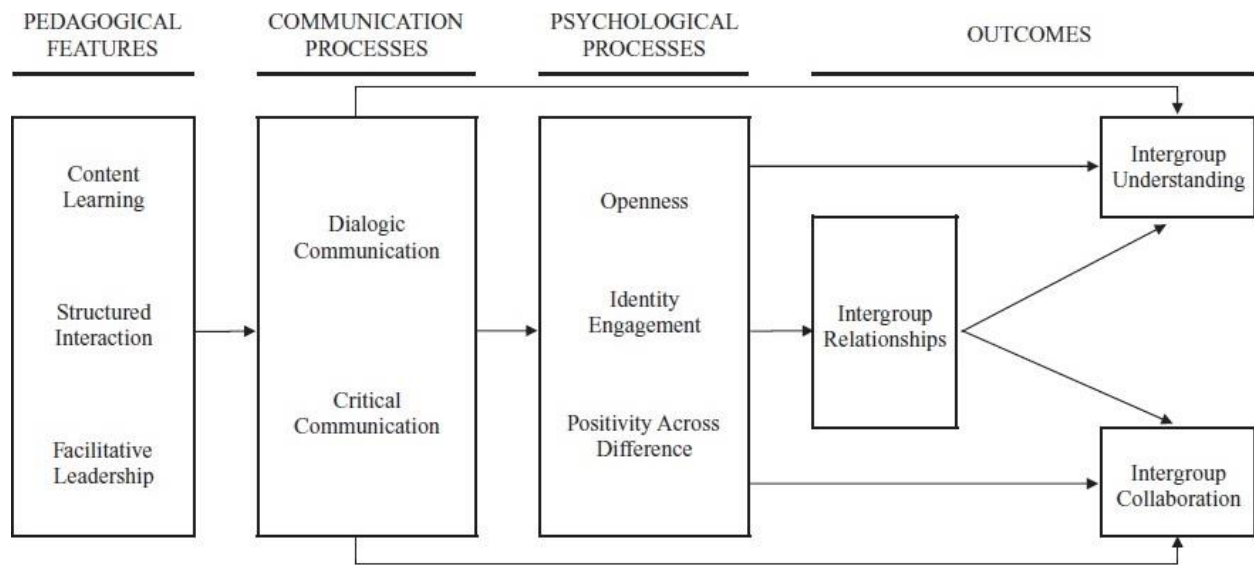 PEDAGOGICAL
FEATURES
COMMUNICATION
PROCESSES
PSYCHOLOGICAL
PROCESSES
OUTCOMES
Content
Learning
Structured
Interaction
Facilitative
Leadership
Dialogic
Communication
Critical
Communication
Openness
Identity
Engagement
Positivity Across
Difference
Intergroup
Relationships
Intergroup
Understanding
Intergroup
Collaboration